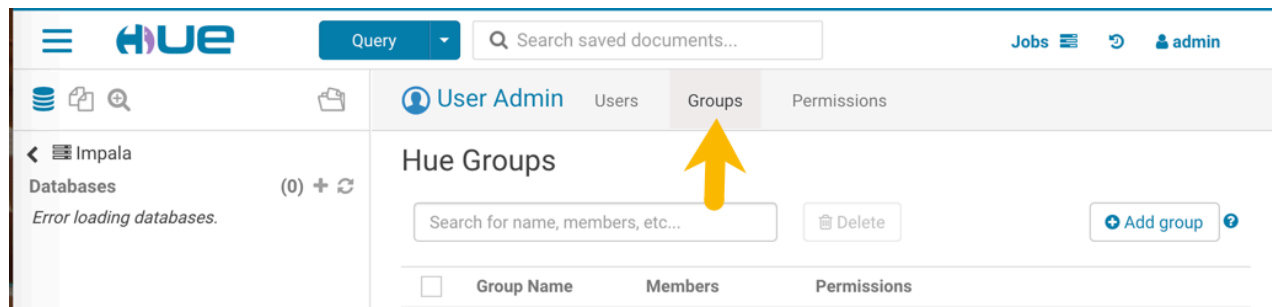 HUE
Query
Search saved documents...
Jobs
admin
User Admin
Users
Groups
Permissions
Impala
Databases
(0)
Error loading databases.
Hue Groups
Search for name, members, etc...
Delete
Add group
Group Name
Members
Permissions